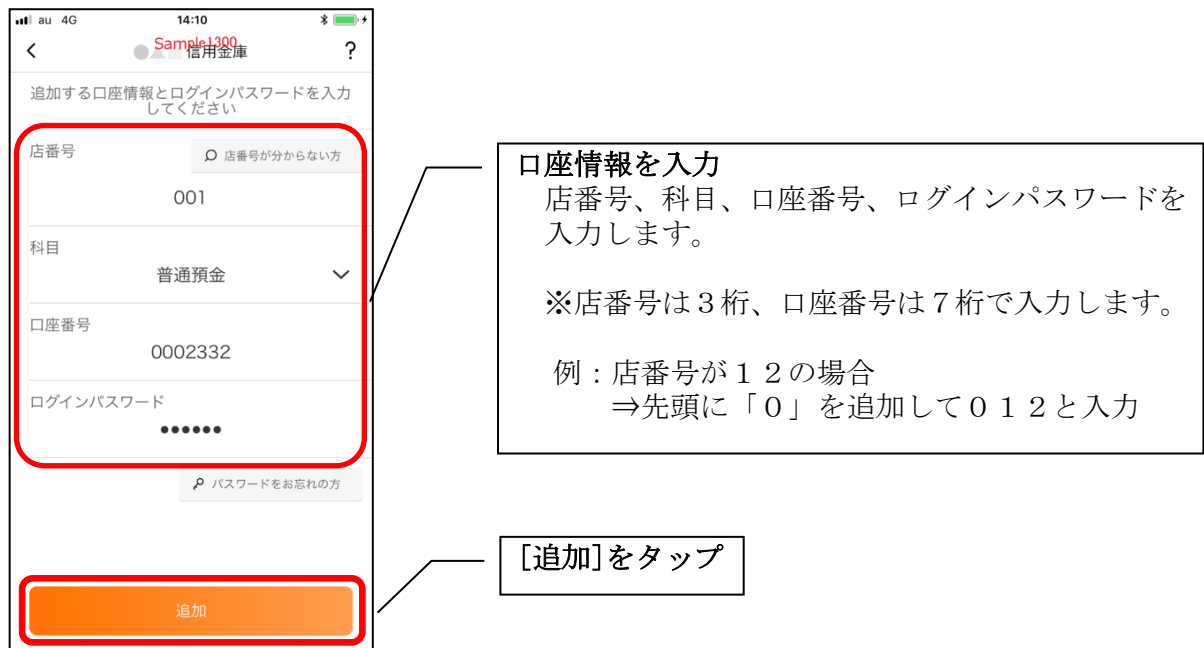 au 4G 14:10
Sample1300
●▲■信用金庫 ?
追加する口座情報とログインパスワードを入力
してください
店番号
店番号が分からない方
001
科目
普通預金
口座番号
0002332
ログインパスワード
●●●●●●
パスワードをお忘れの方
追加
口座情報を入力
店番号、科目、口座番号、ログインパスワードを
入力します。
※店番号は３桁、口座番号は７桁で入力します。
例：店番号が１２の場合
⇒先頭に「０」を追加して０１２と入力
[追加]をタップ